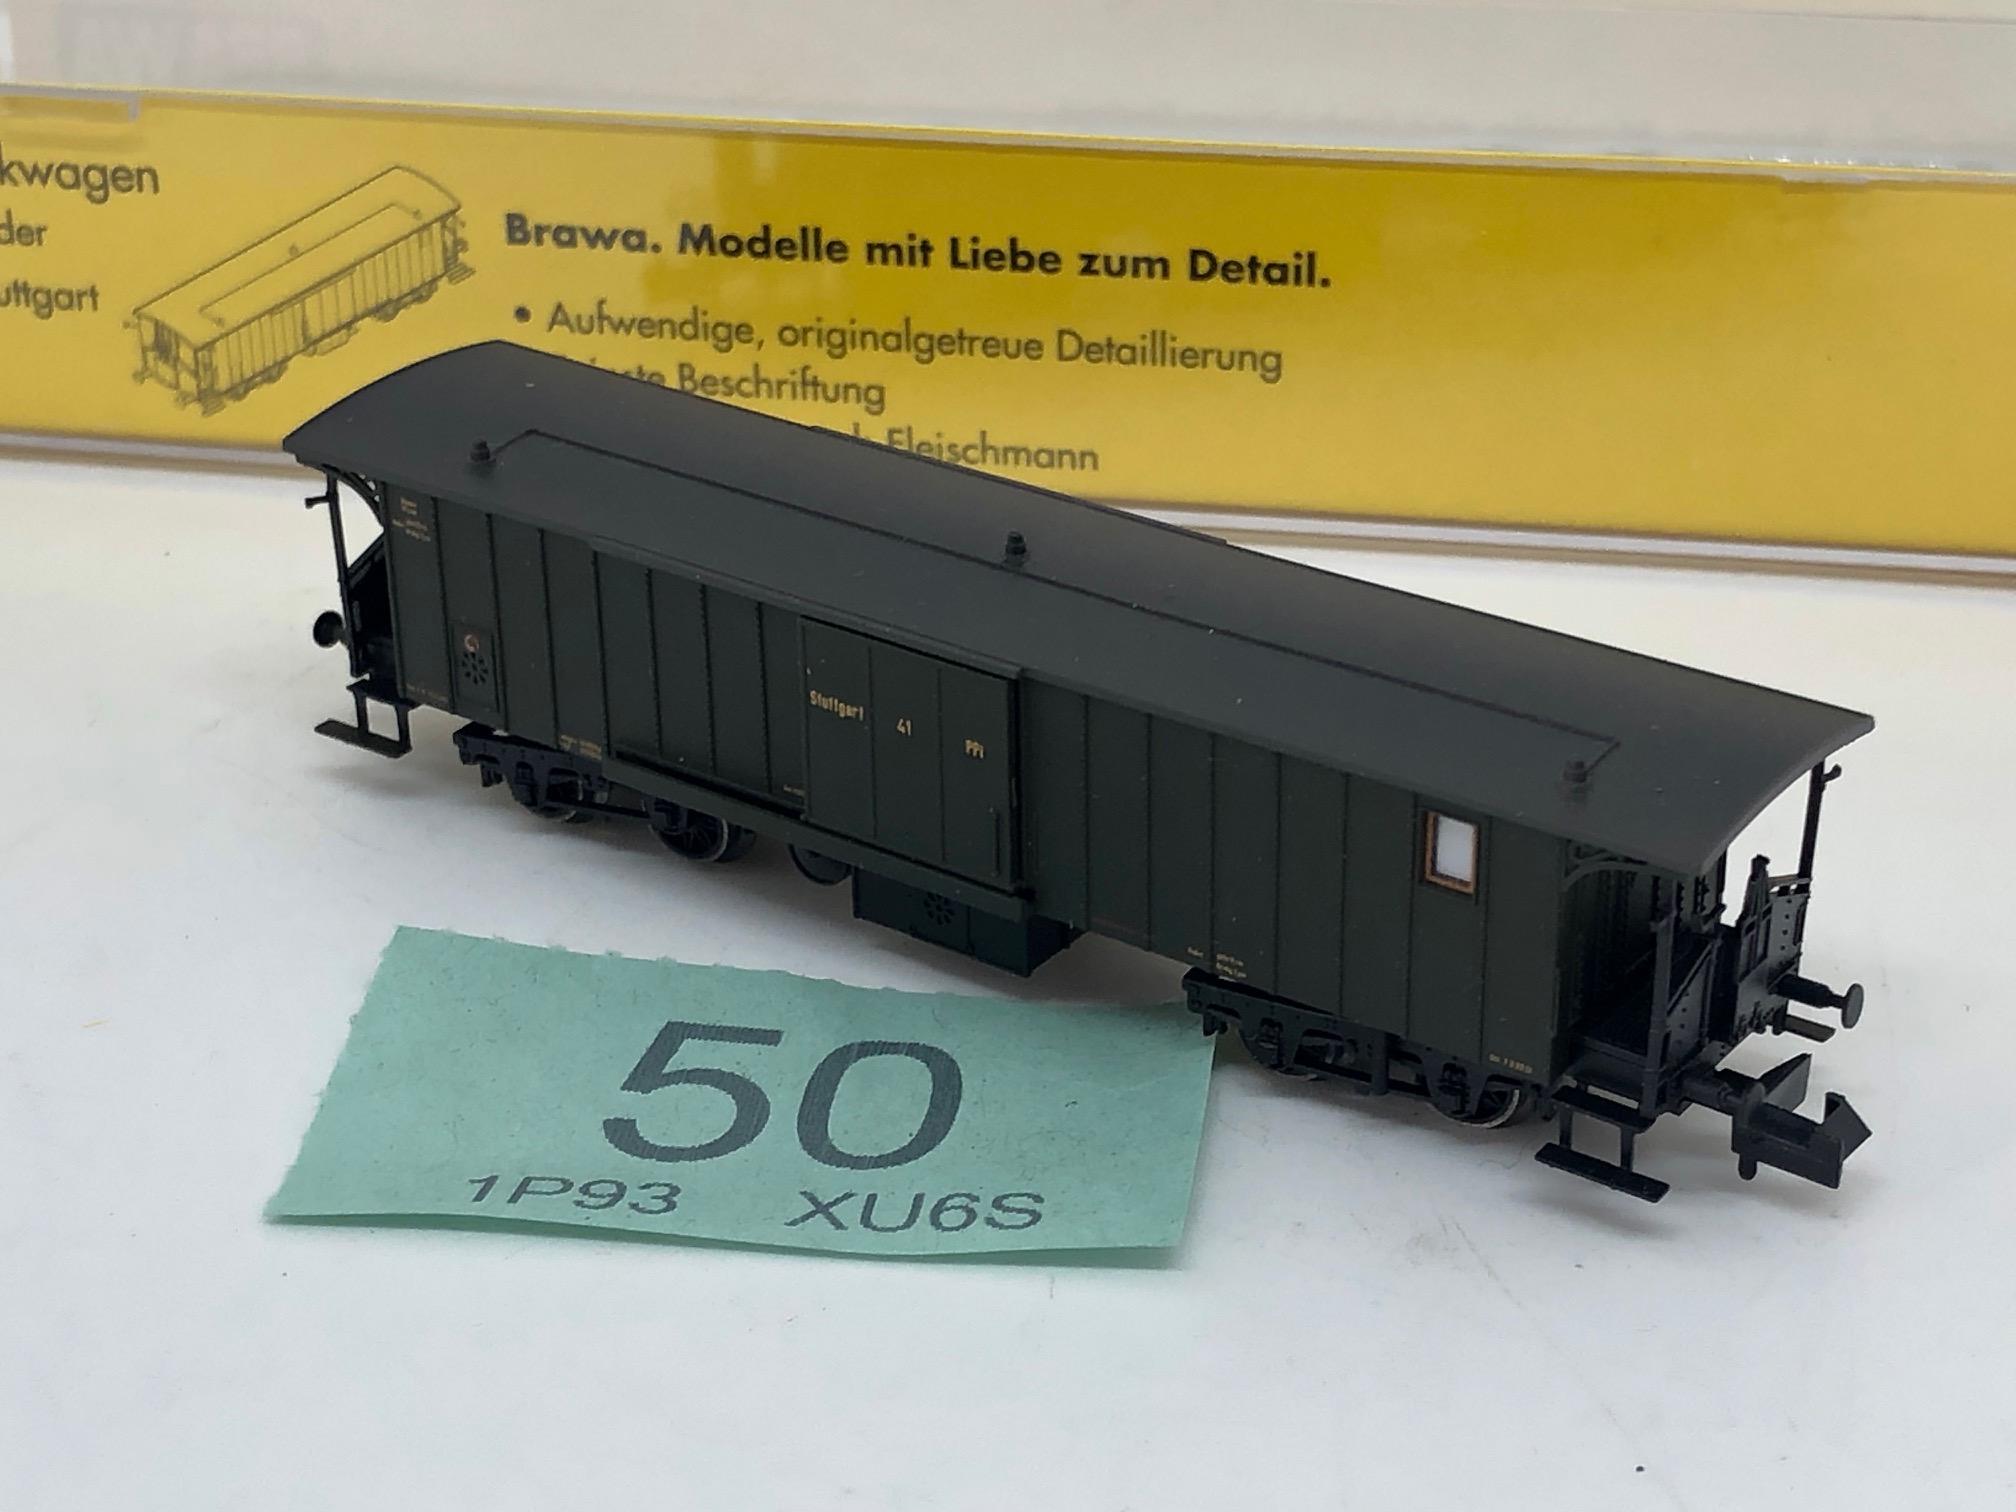 kwagen
der
uttgart
Brawa. Modelle mit Liebe zum Detail.
• Aufwendige, originalgetreue Detaillierung
Beschriftung
Fleischmann
Stuttgart 41 PPi
50
1P93 XU6S